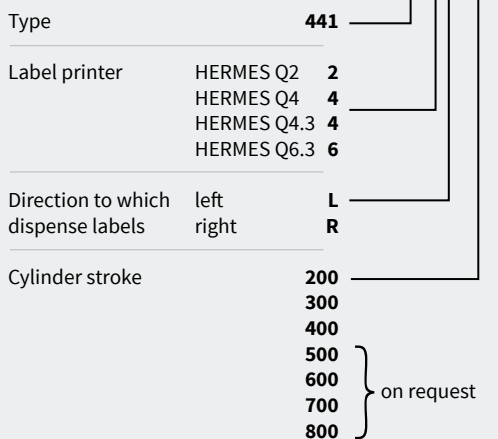 Type 441
Label printer HERMES Q2 2
HERMES Q4 4
HERMES Q4.3 4
HERMES Q6.3 6
Direction to which left L
dispense labels right R
Cylinder stroke 200
300
400
500
600
on request
700
800